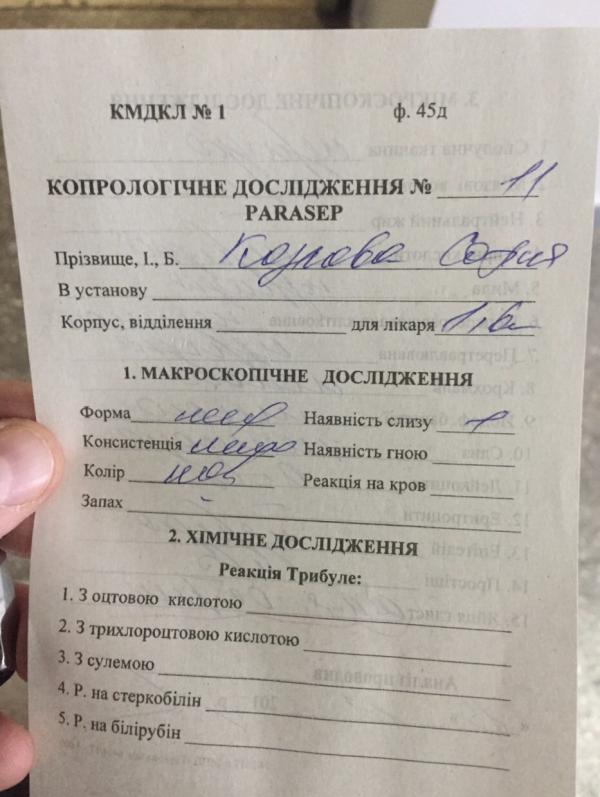 КМДКЛ № 1 ф. 45д
КОПРОЛОГІЧНЕ ДОСЛІДЖЕННЯ № 11
PARASEP
Прізвище, І., Б. Козлова София
В установу
Корпус, відділення для лікаря
1. МАКРОСКОПІЧНЕ ДОСЛІДЖЕННЯ
Форма Наявність слизу +
Консистенція Наявність гною
Колір Реакція на кров
Запах -
2. ХІМІЧНЕ ДОСЛІДЖЕННЯ
Реакція Трибуле:
1. З оцтовою кислотою
2. З трихлороцтовою кислотою
3. З сулемою
4. Р. на стеркобілін
5. Р. на білірубін